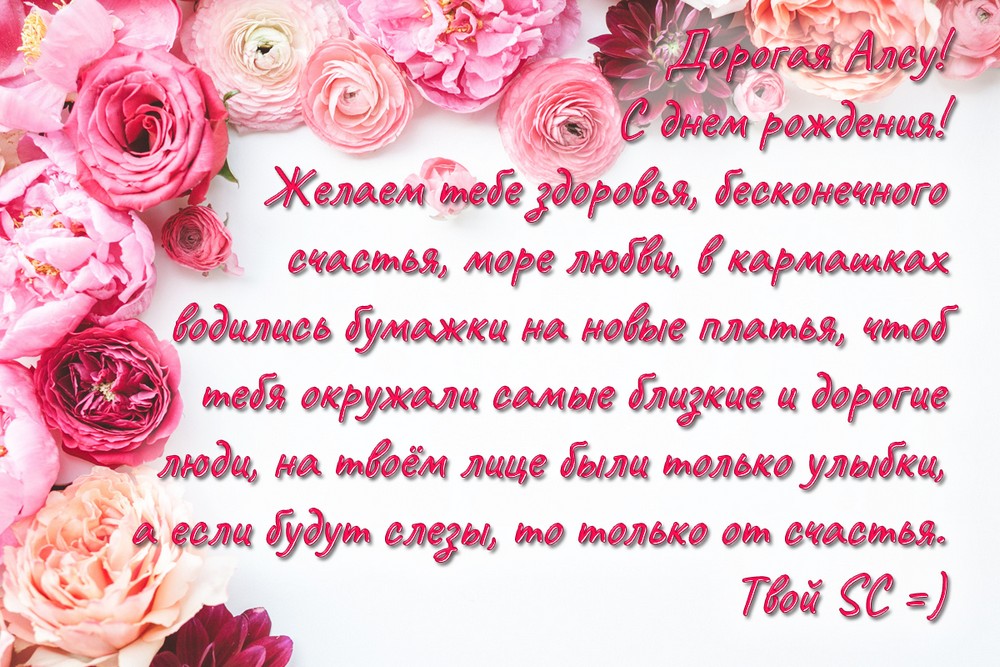 Дорогая Алсу!
С днем рождения!
Желаем тебе здоровья, бесконечного
счастья, море любви, в кармашках
водились бумажки на новые платья, чтоб
тебя окружали самые близкие и дорогие
люди, на твоём лице были только улыбки,
а если будут слезы, то только от счастья.
Твой SC =)